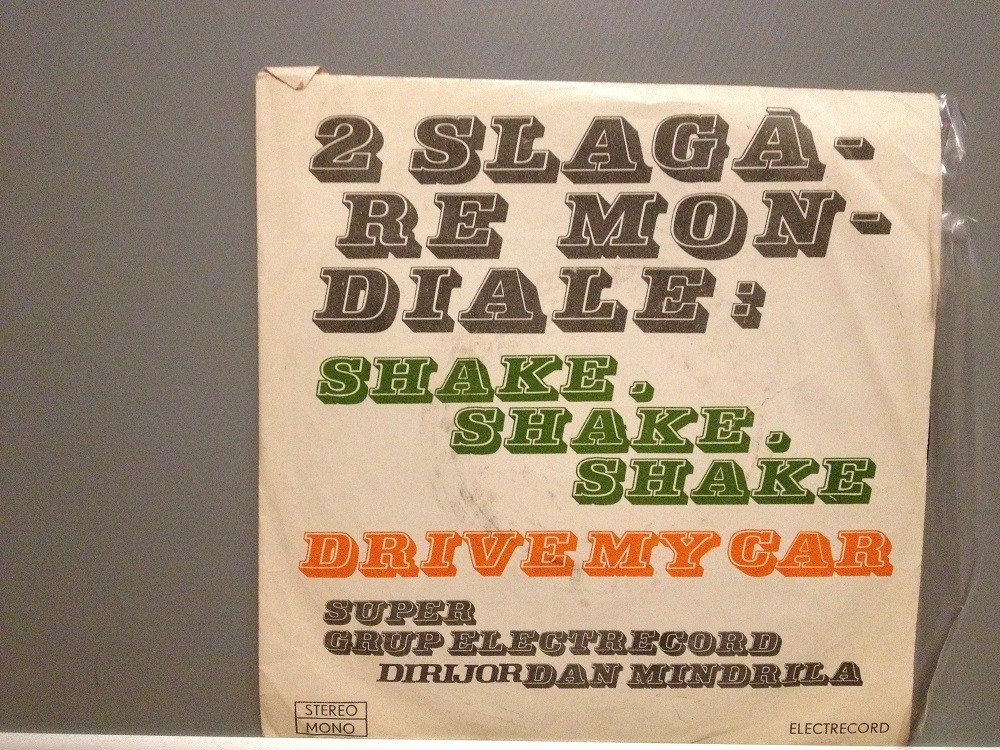 2 SLAGĂ-
RE MON-
DIALE:
SHAKE,
SHAKE,
SHAKE
DRIVE MY CAR
SUPER
GRUP ELECTRECORD
DIRIJOR DAN MINDRILA
STEREO
MONO
ELECTRECORD